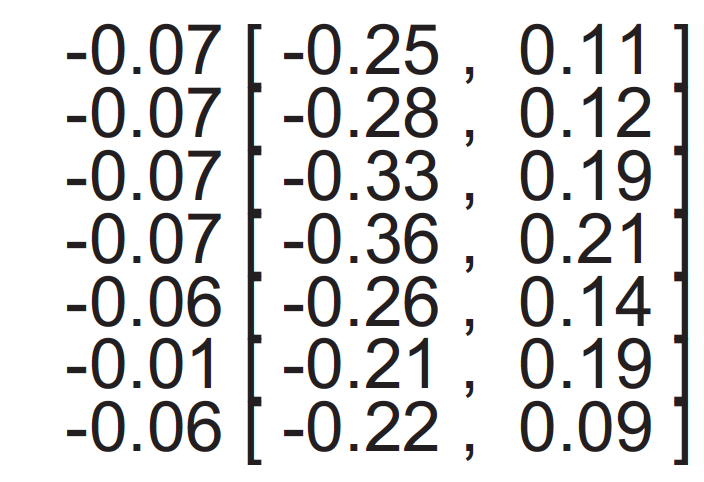 -0.07 [ -0.25 , 0.11 ]
-0.07 [ -0.28 , 0.12 ]
-0.07 [ -0.33 , 0.19 ]
-0.07 [ -0.36 , 0.21 ]
-0.06 [ -0.26 , 0.14 ]
-0.01 [ -0.21 , 0.19 ]
-0.06 [ -0.22 , 0.09 ]